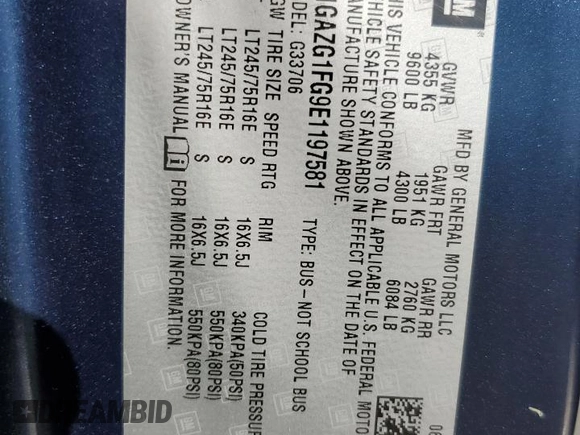 GM
MFD BY GENERAL MOTORS LLC
GVWR GAWR FRT GAWR RR
4355 KG 1951 KG 2760 KG
9600 LB 4300 LB 6084 LB
THIS VEHICLE CONFORMS TO ALL APPLICABLE U.S. FEDERAL MOTO
VEHICLE SAFETY STANDARDS IN EFFECT ON THE DATE OF
MANUFACTURE SHOWN ABOVE.
GAZG1FG9E1197581 TYPE: BUS–NOT SCHOOL BUS
DEL: G33706
GW TIRE SIZE SPEED RTG RIM COLD TIRE PRESSUR
LT245/75R16E S 16X6.5J 340KPA(50PSI)
LT245/75R16E S 16X6.5J 550KPA(80PSI)
LT245/75R16E S 16X6.5J 550KPA(80PSI)
OWNER'S MANUAL i FOR MORE INFORMATION.